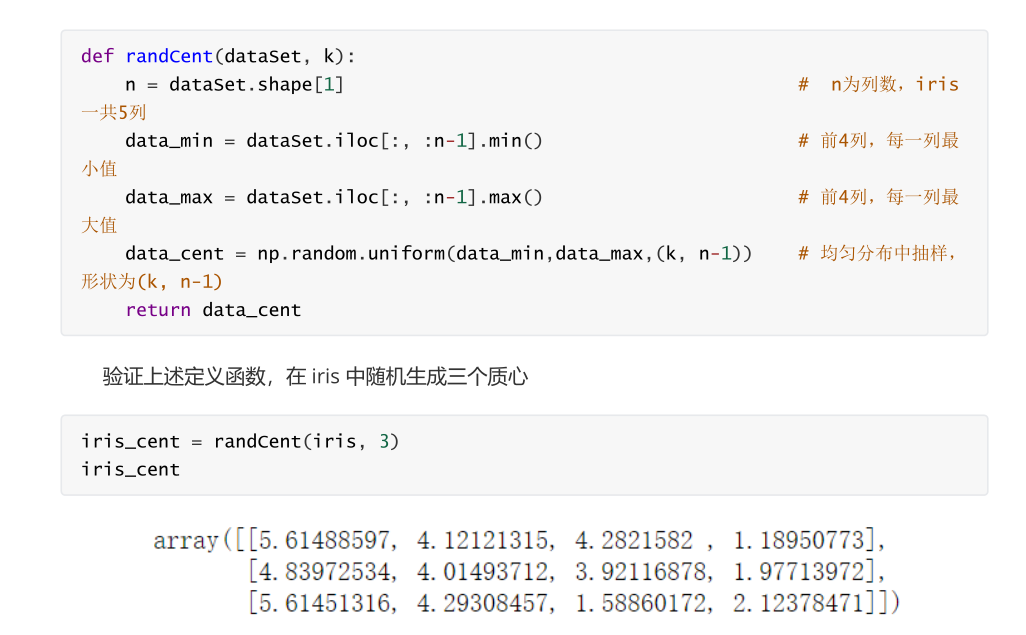 def randCent(dataSet, k):
    n = dataSet.shape[1]                                         #  n为列数，iris
一共5列
    data_min = dataSet.iloc[:, :n-1].min()                       # 前4列，每一列最
小值
    data_max = dataSet.iloc[:, :n-1].max()                       # 前4列，每一列最
大值
    data_cent = np.random.uniform(data_min,data_max,(k, n-1))    # 均匀分布中抽样，
形状为(k, n-1)
    return data_cent
验证上述定义函数，在 iris 中随机生成三个质心
iris_cent = randCent(iris, 3)
iris_cent
array([[5.61488597, 4.12121315, 4.2821582 , 1.18950773],
       [4.83972534, 4.01493712, 3.92116878, 1.97713972],
       [5.61451316, 4.29308457, 1.58860172, 2.12378471]])